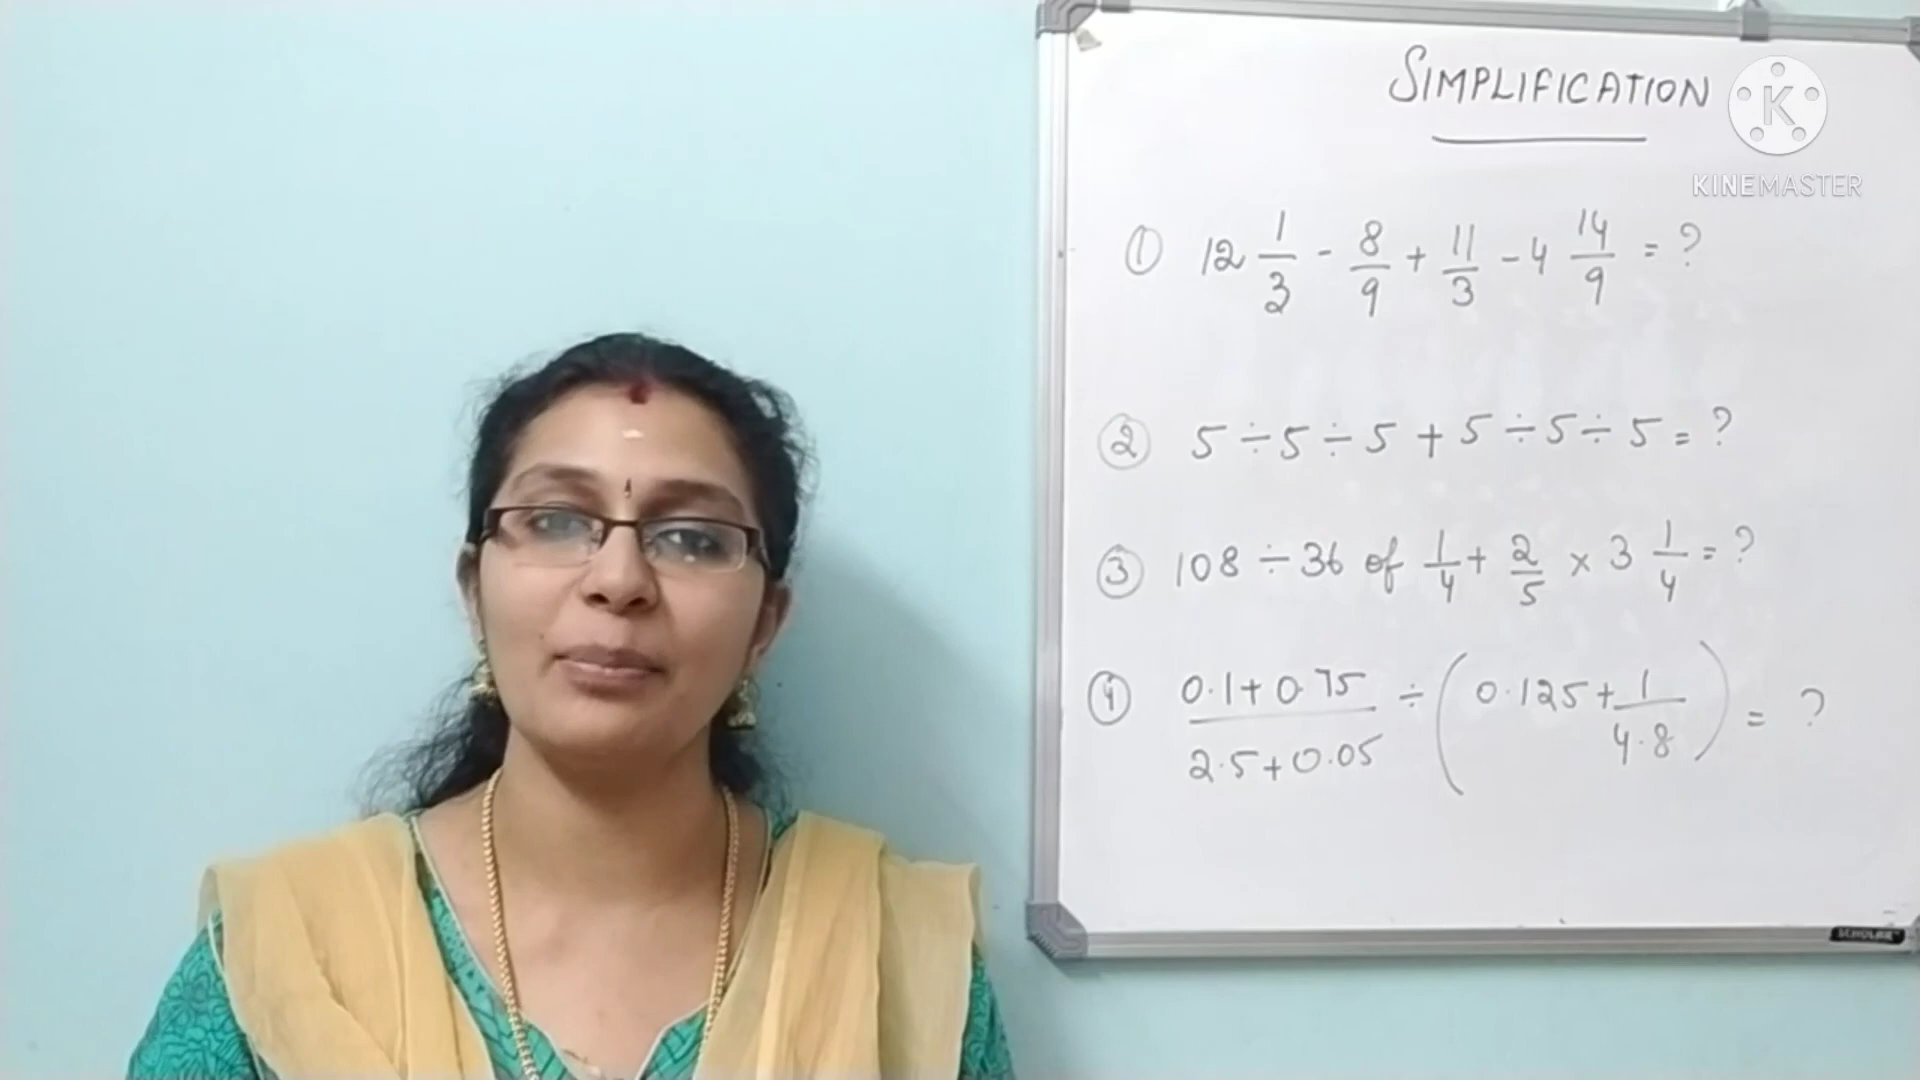 SIMPLIFICATION
K
KINEMASTER
① 12 1/3 - 8/9 + 11/3 - 4 14/9 = ?
② 5 ÷ 5 ÷ 5 + 5 ÷ 5 ÷ 5 = ?
③ 108 ÷ 36 of 1/4 + 2/5 × 3 1/4 = ?
④ 0.1 + 0.75 / 2.5 + 0.05 ÷ ( 0.125 + 1/4.8 ) = ?
SCHOLAR